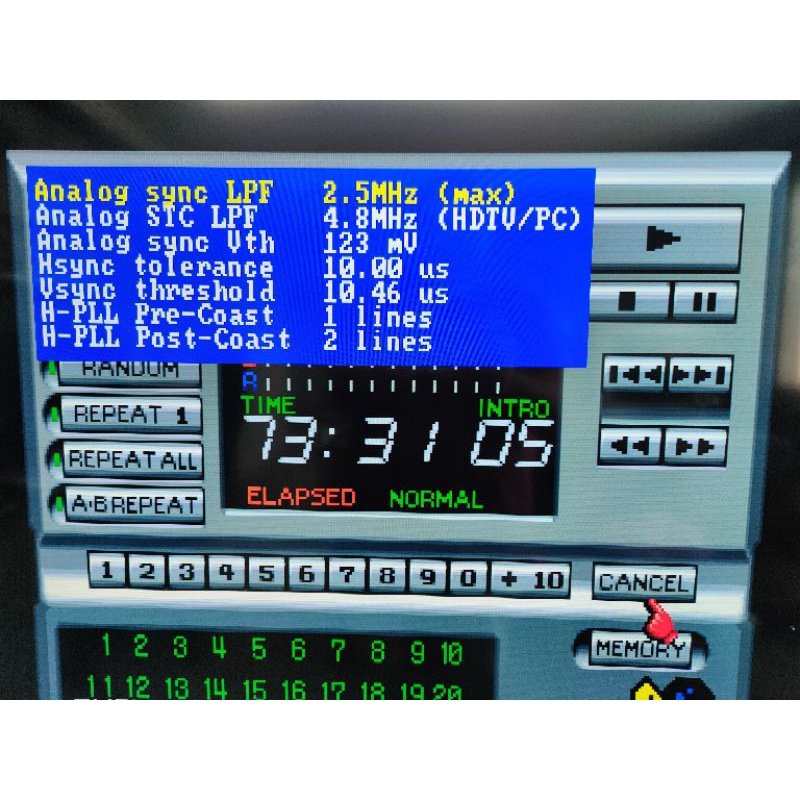 Analog sync LPF 2.5MHz (max)
Analog STC LPF 4.8MHz (HDTV/PC)
Analog sync Vth 123 mV
Hsync tolerance 10.00 us
Vsync threshold 10.46 us
H-PLL Pre-Coast 1 lines
H-PLL Post-Coast 2 lines
RANDOM
R
REPEAT 1
TIME INTRO
73:31 05
REPEAT ALL
A·B REPEAT
ELAPSED NORMAL
1 2 3 4 5 6 7 8 9 0 + 10 CANCEL
1 2 3 4 5 6 7 8 9 10
MEMORY
11 12 13 14 15 16 17 18 19 20